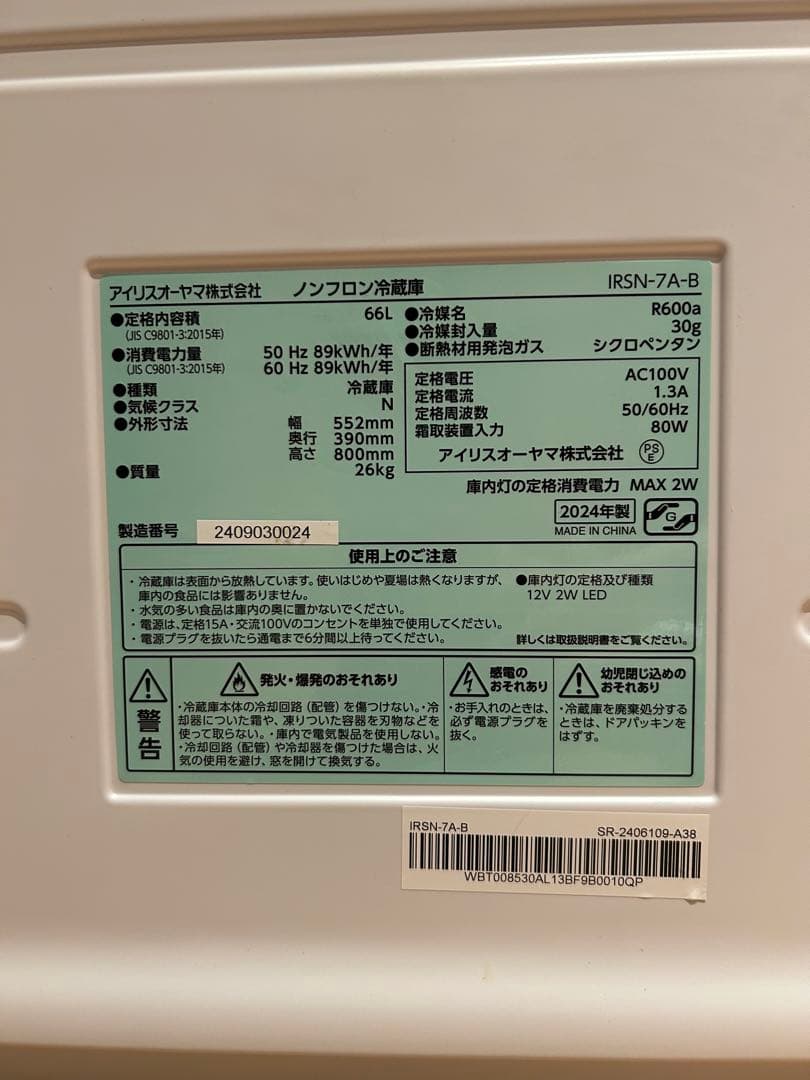 アイリスオーヤマ株式会社 ノンフロン冷蔵庫 IRSN-7A-B
●定格内容積 66L
(JIS C9801-3:2015年)
●消費電力量 50 Hz 89kWh/年
(JIS C9801-3:2015年) 60 Hz 89kWh/年
●種類 冷蔵庫
●気候クラス N
●外形寸法 幅 552mm
奥行 390mm
高さ 800mm
●質量 26kg
●冷媒名 R600a
●冷媒封入量 30g
●断熱材用発泡ガス シクロペンタン
定格電圧 AC100V
定格電流 1.3A
定格周波数 50/60Hz
霜取装置入力 80W
アイリスオーヤマ株式会社 PSE
庫内灯の定格消費電力 MAX 2W
2024年製
MADE IN CHINA
G
製造番号 2409030024
使用上のご注意
・冷蔵庫は表面から放熱しています。使いはじめや夏場は熱くなりますが、
庫内の食品には影響ありません。
・水気の多い食品は庫内の奥に置かないでください。
・電源は、定格15A・交流100Vのコンセントを単独で使用してください。
・電源プラグを抜いたら通電まで6分間以上待ってください。
●庫内灯の定格及び種類
12V 2W LED
詳しくは取扱説明書をご覧ください。
警告
発火・爆発のおそれあり
・冷蔵庫本体の冷却回路（配管）を傷つけない。・冷
却器についた霜や、凍りついた容器を刃物などを
使って取らない。・庫内で電気製品を使用しない。
・冷却回路（配管）や冷却器を傷つけた場合は、火
気の使用を避け、窓を開けて換気する。
感電の
おそれあり
・お手入れのときは、
必ず電源プラグを
抜く。
幼児閉じ込めの
おそれあり
・冷蔵庫を廃棄処分する
ときは、ドアパッキンを
はずす。
IRSN-7A-B SR-2406109-A38
WBT008530AL13BF9B0010QP